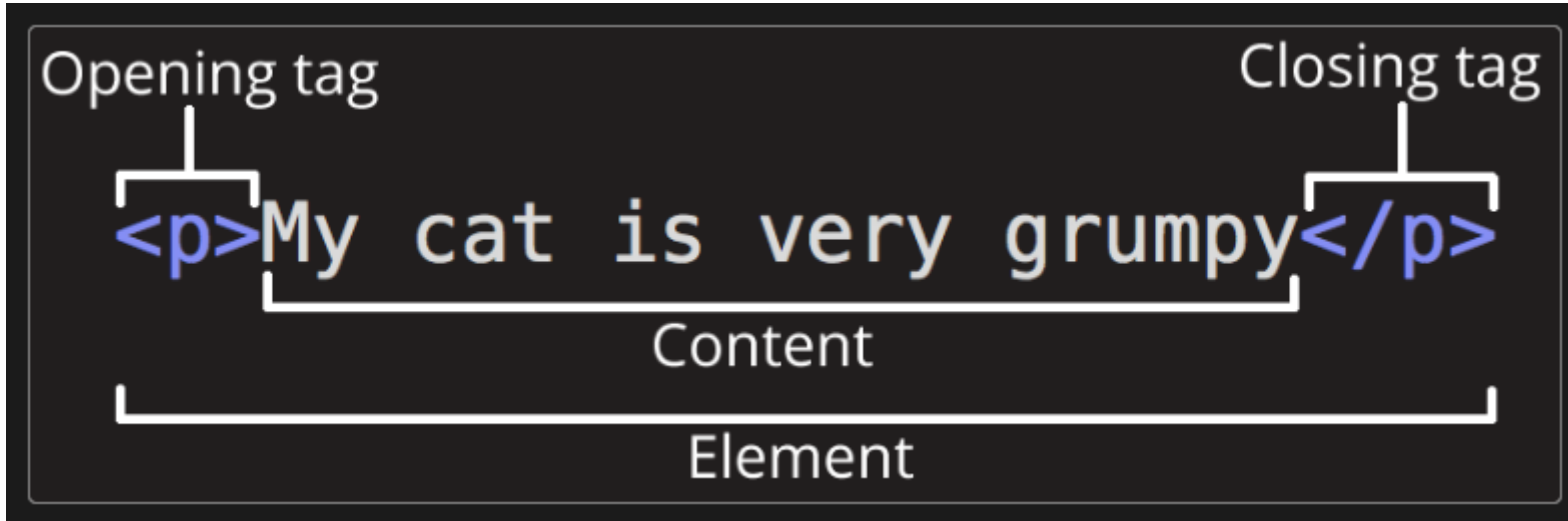 Opening tag
Closing tag
<p>My cat is very grumpy</p>
Content
Element